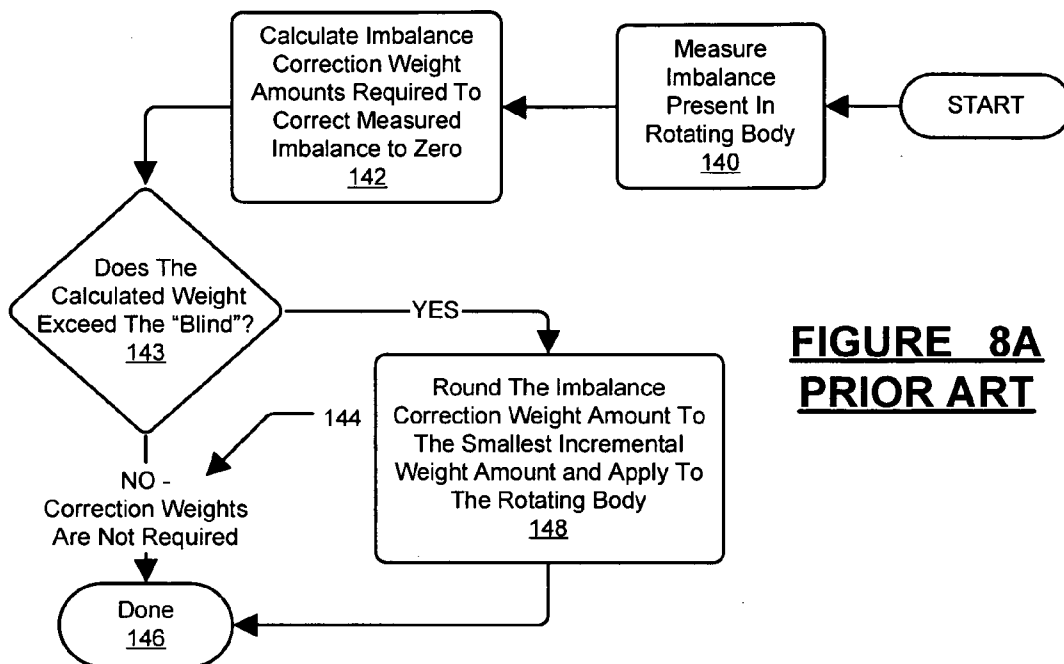 START
Measure
Imbalance
Present In
Rotating Body
140
Calculate Imbalance
Correction Weight
Amounts Required To
Correct Measured
Imbalance to Zero
142
Does The
Calculated Weight
Exceed The “Blind”?
143
YES
Round The Imbalance
Correction Weight Amount To
The Smallest Incremental
Weight Amount and Apply To
The Rotating Body
148
144
NO -
Correction Weights
Are Not Required
Done
146
FIGURE 8A
PRIOR ART